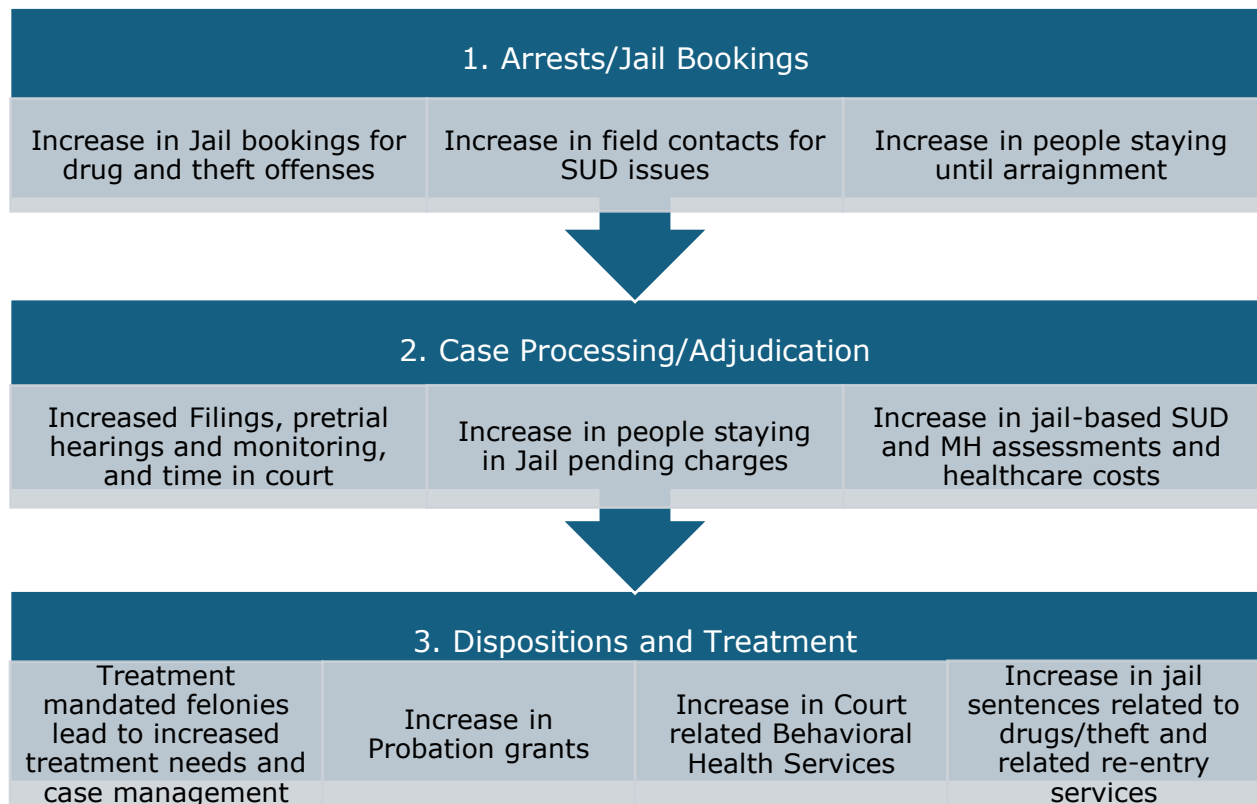 1. Arrests/Jail Bookings
Increase in Jail bookings for
drug and theft offenses
Increase in field contacts for
SUD issues
Increase in people staying
until arraignment
2. Case Processing/Adjudication
Increased Filings, pretrial
hearings and monitoring,
and time in court
Increase in people staying
in Jail pending charges
Increase in jail-based SUD
and MH assessments and
healthcare costs
3. Dispositions and Treatment
Treatment
mandated felonies
lead to increased
treatment needs and
case management
Increase in
Probation grants
Increase in Court
related Behavioral
Health Services
Increase in jail
sentences related to
drugs/theft and
related re-entry
services